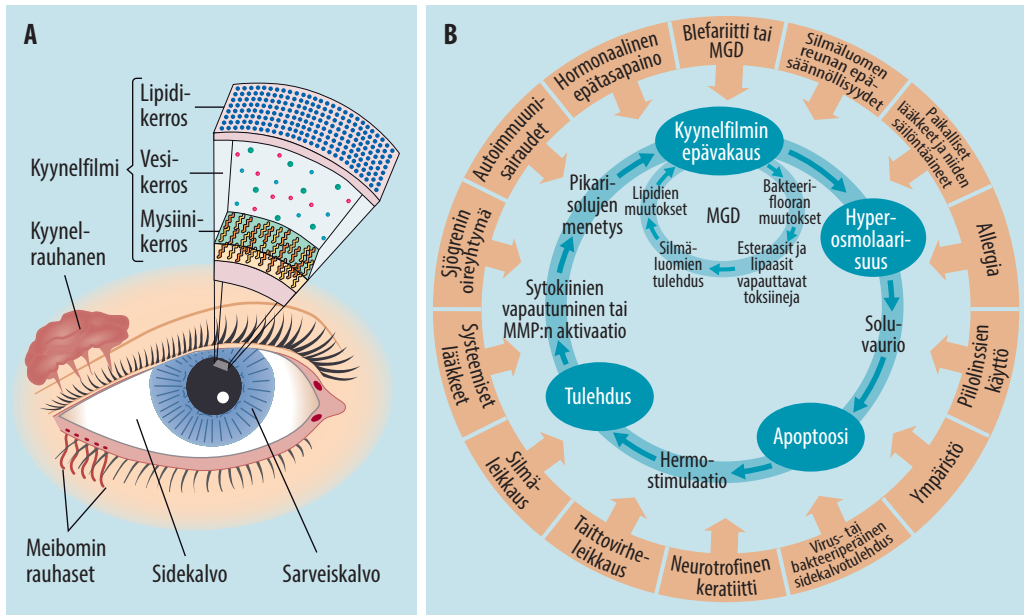 A
Lipidi-
kerros
Kyynelfilmi
Vesi-
kerros
Mysiini-
kerros
Kyynel-
rauhanen
Meibomin
rauhaset
Sidekalvo
Sarveiskalvo
B
Blefariitti tai
MGD
Silmäluomen
reunan epä-
säännöllisyydet
Paikalliset
lääkkeet ja niiden
säilöntäaineet
Allergia
Piilolinssien
käyttö
Ympäristö
Virus- tai
bakteeriperäinen
sidekalvotulehdus
Neurotrofinen
keratiitti
Taittovirhe-
leikkaus
Silmä-
leikkaus
Systeemiset
lääkkeet
Sjögrenin
oireyhtymä
Autoimmuuni-
sairaudet
Hormonaalinen
epätasapaino
Kyynelfilmin
epävakaus
Hyper-
osmolaari-
suus
Solu-
vaurio
Apoptoosi
Hermo-
stimulaatio
Tulehdus
Sytokiinien
vapautuminen tai
MMP:n aktivaatio
Pikari-
solujen
menetys
MGD
Bakteeri-
flooran
muutokset
Esteraasit ja
lipaasit
vapauttavat
toksiineja
Silmä-
luomien
tulehdus
Lipidien
muutokset